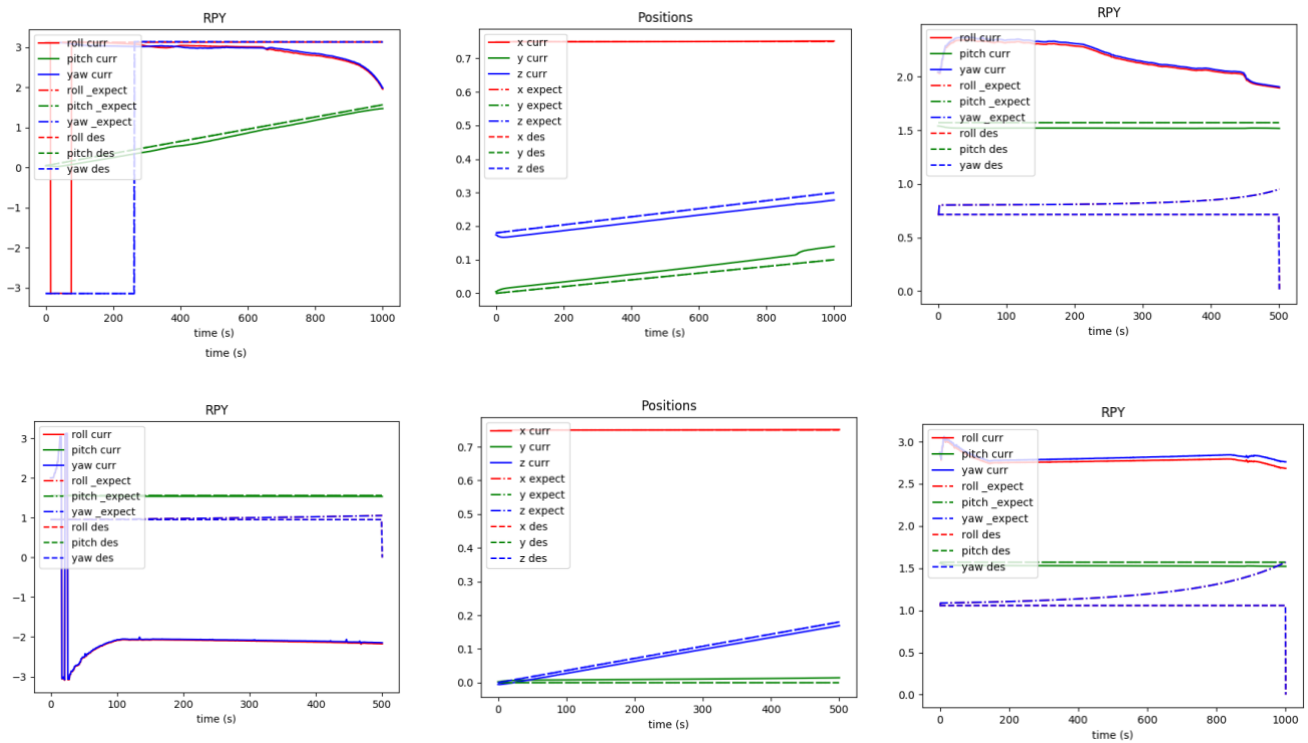 RPY
3
2
1
0
−1
−2
−3
roll curr
pitch curr
yaw curr
roll _expect
pitch _expect
yaw _expect
roll des
pitch des
yaw des
0
200
400
600
800
1000
time (s)
time (s)
Positions
0.7
0.6
0.5
0.4
0.3
0.2
0.1
0.0
x curr
y curr
z curr
x expect
y expect
z expect
x des
y des
z des
0
200
400
600
800
1000
time (s)
RPY
2.0
1.5
1.0
0.5
0.0
roll curr
pitch curr
yaw curr
roll _expect
pitch _expect
yaw _expect
roll des
pitch des
yaw des
0
100
200
300
400
500
time (s)
RPY
3
2
1
0
−1
−2
−3
roll curr
pitch curr
yaw curr
roll _expect
pitch _expect
yaw _expect
roll des
pitch des
yaw des
0
100
200
300
400
500
time (s)
Positions
0.7
0.6
0.5
0.4
0.3
0.2
0.1
0.0
x curr
y curr
z curr
x expect
y expect
z expect
x des
y des
z des
0
100
200
300
400
500
time (s)
RPY
3.0
2.5
2.0
1.5
1.0
0.5
0.0
roll curr
pitch curr
yaw curr
roll _expect
pitch _expect
yaw _expect
roll des
pitch des
yaw des
0
200
400
600
800
1000
time (s)